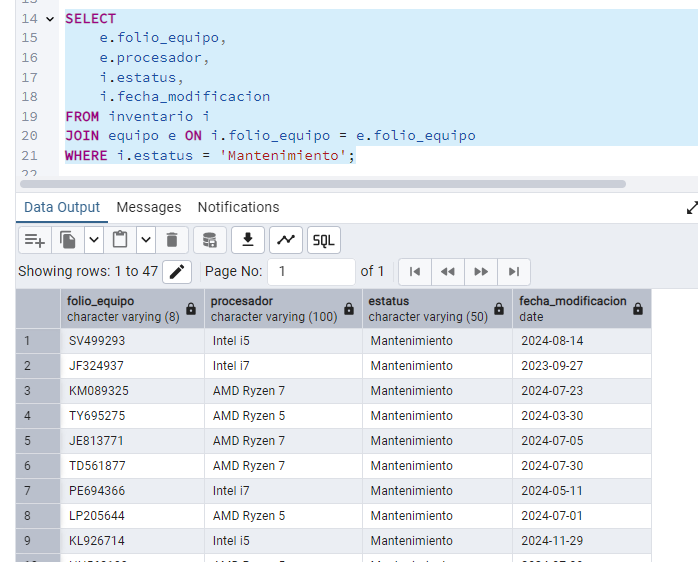 14 SELECT
15 e.folio_equipo,
16 e.procesador,
17 i.estatus,
18 i.fecha_modificacion
19 FROM inventario i
20 JOIN equipo e ON i.folio_equipo = e.folio_equipo
21 WHERE i.estatus = 'Mantenimiento';
22
Data Output Messages Notifications
SQL
Showing rows: 1 to 47 Page No: 1 of 1
folio_equipo procesador estatus fecha_modificacion
character varying (8) character varying (100) character varying (50) date
1 SV499293 Intel i5 Mantenimiento 2024-08-14
2 JF324937 Intel i7 Mantenimiento 2023-09-27
3 KM089325 AMD Ryzen 7 Mantenimiento 2024-07-23
4 TY695275 AMD Ryzen 5 Mantenimiento 2024-03-30
5 JE813771 AMD Ryzen 7 Mantenimiento 2024-07-05
6 TD561877 AMD Ryzen 7 Mantenimiento 2024-07-30
7 PE694366 Intel i7 Mantenimiento 2024-05-11
8 LP205644 AMD Ryzen 5 Mantenimiento 2024-07-01
9 KL926714 Intel i5 Mantenimiento 2024-11-29